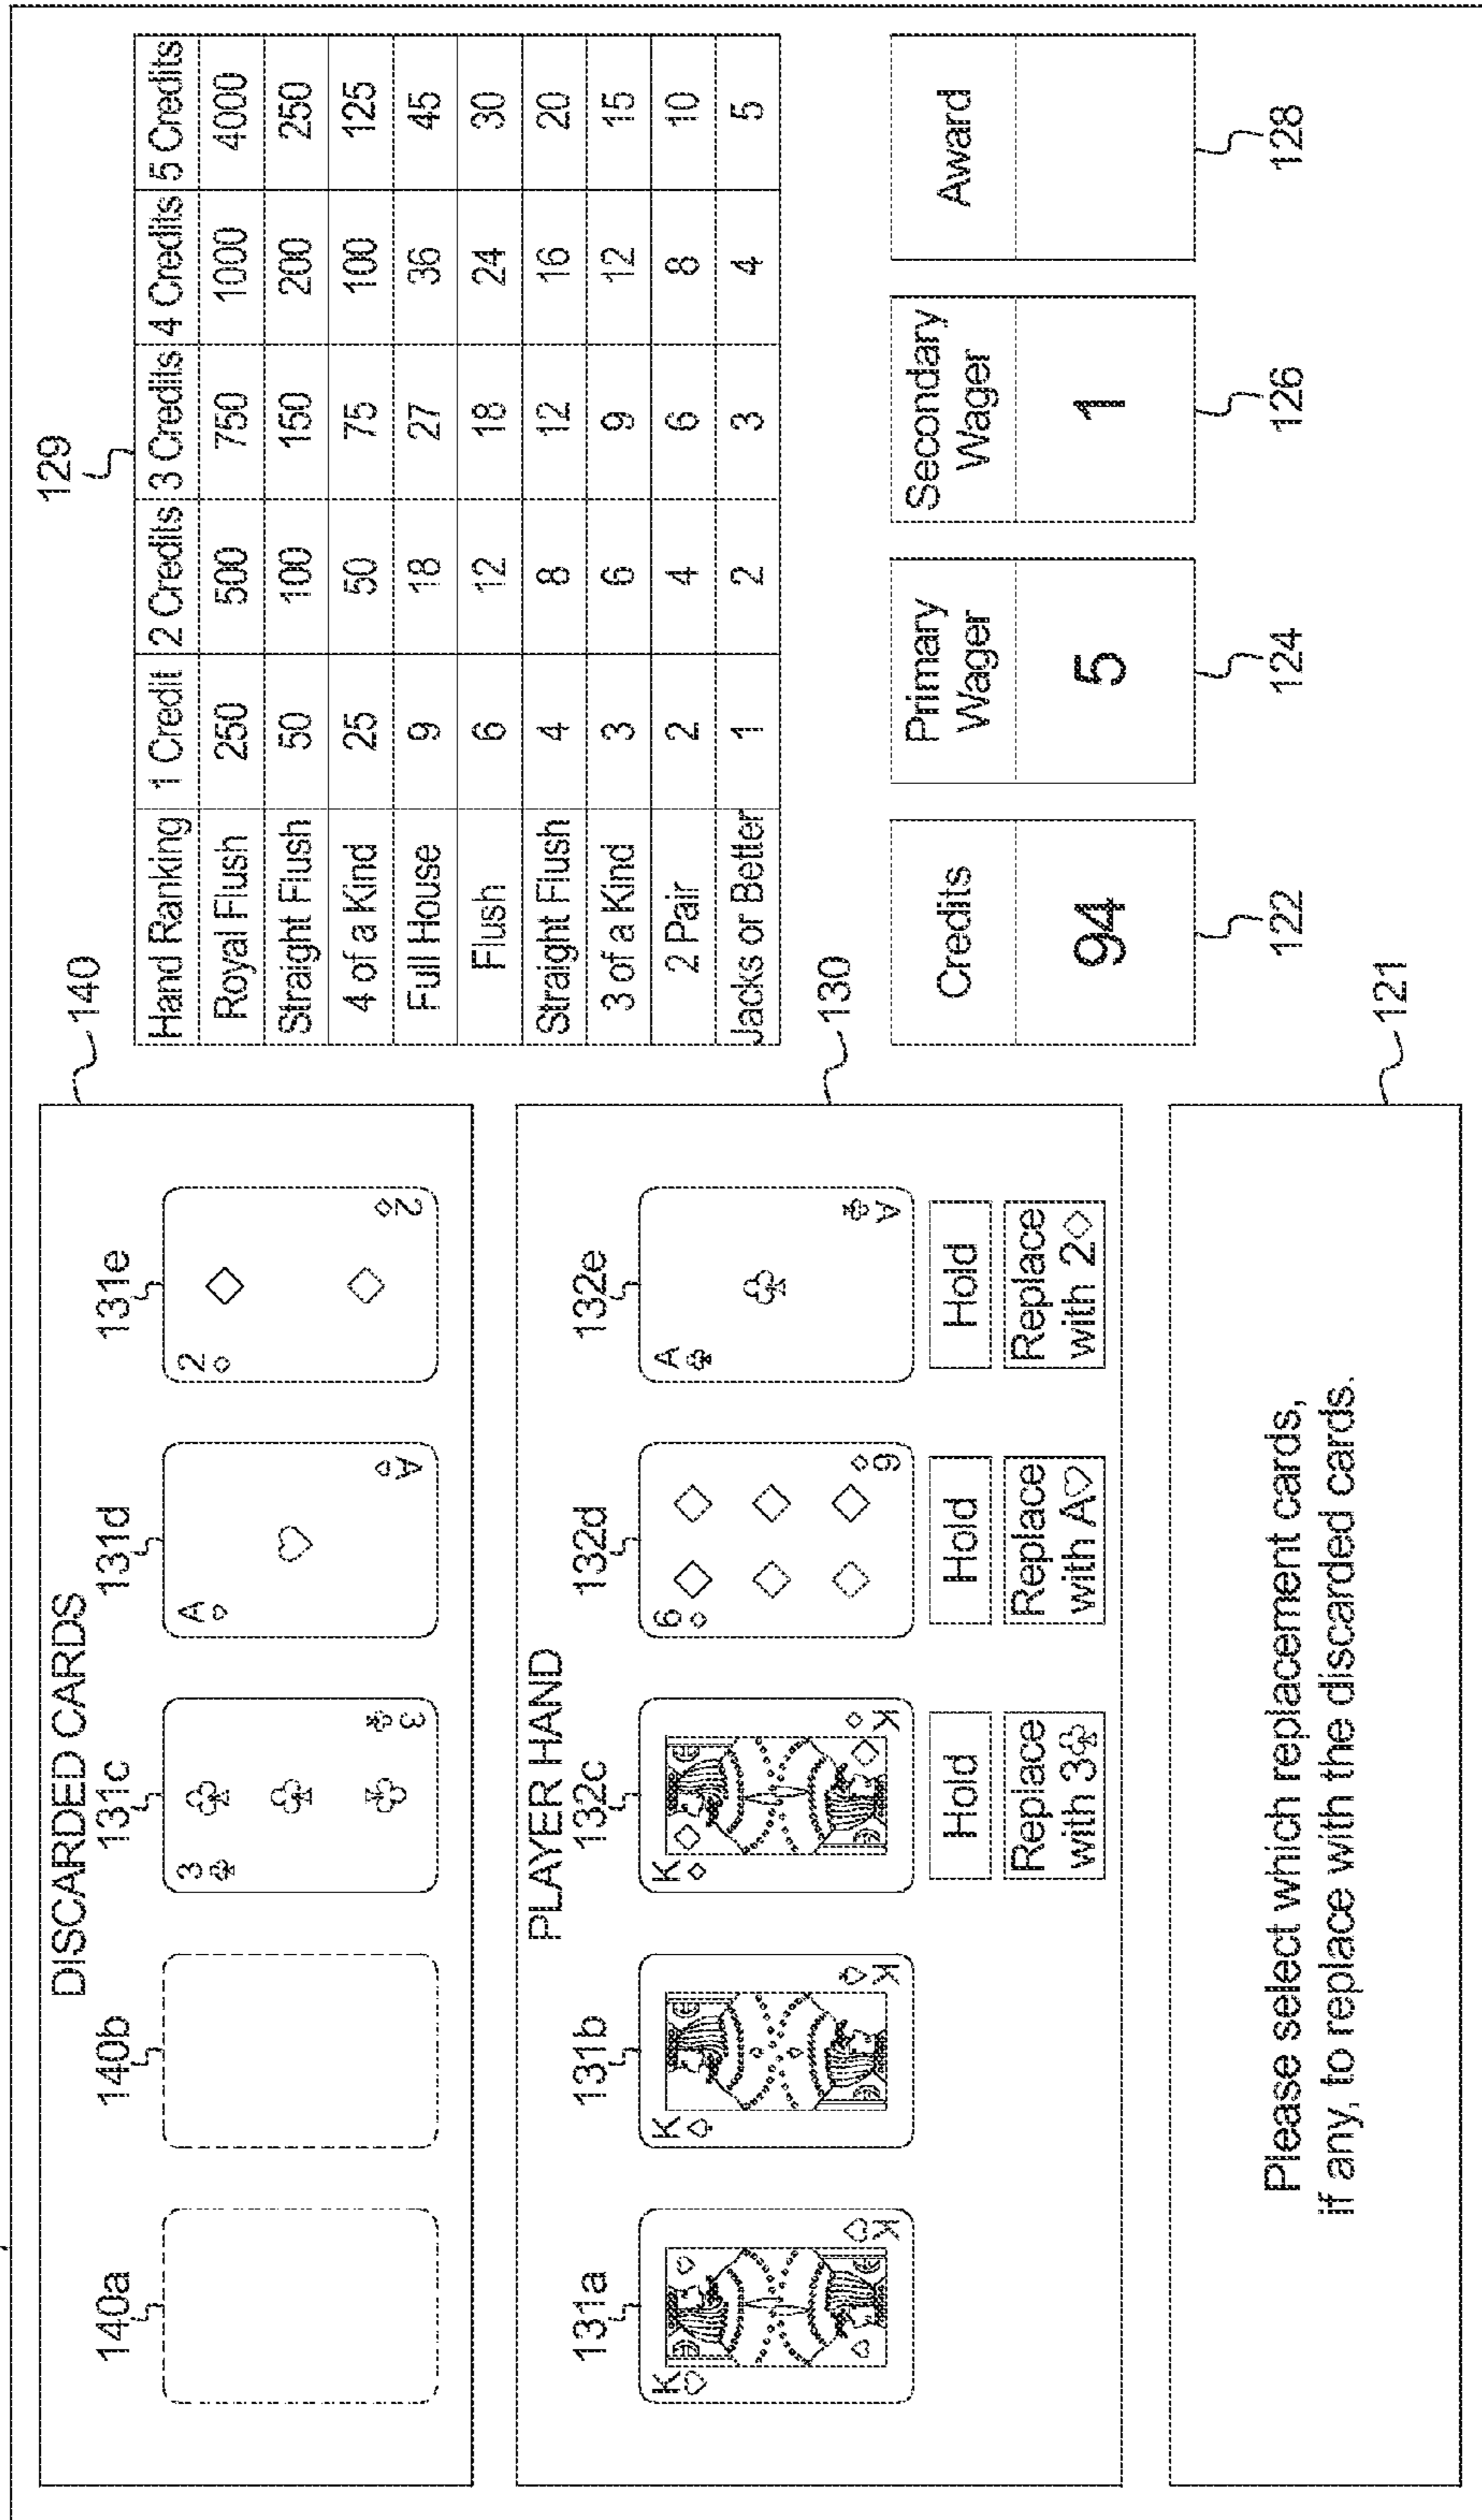 DISCARDED CARDS
140a 140b 131c 131d 131e
3 A 2
3 A 2
140
PLAYER HAND
131a 131b 132c 132d 132e
K K K 6 A
K K K 6 A
Hold Hold Hold
Replace with 3♣ Replace with A♡ Replace with 2♢
130
Please select which replacement cards,
if any, to replace with the discarded cards.
121
129
Hand Ranking 1 Credit 2 Credits 3 Credits 4 Credits 5 Credits
Royal Flush 250 500 750 1000 4000
Straight Flush 50 100 150 200 250
4 of a Kind 25 50 75 100 125
Full House 9 18 27 36 45
Flush 6 12 18 24 30
Straight Flush 4 8 12 16 20
3 of a Kind 3 6 9 12 15
2 Pair 2 4 6 8 10
Jacks or Better 1 2 3 4 5
Credits
94
122
Primary
Wager
5
124
Secondary
Wager
1
126
Award
128